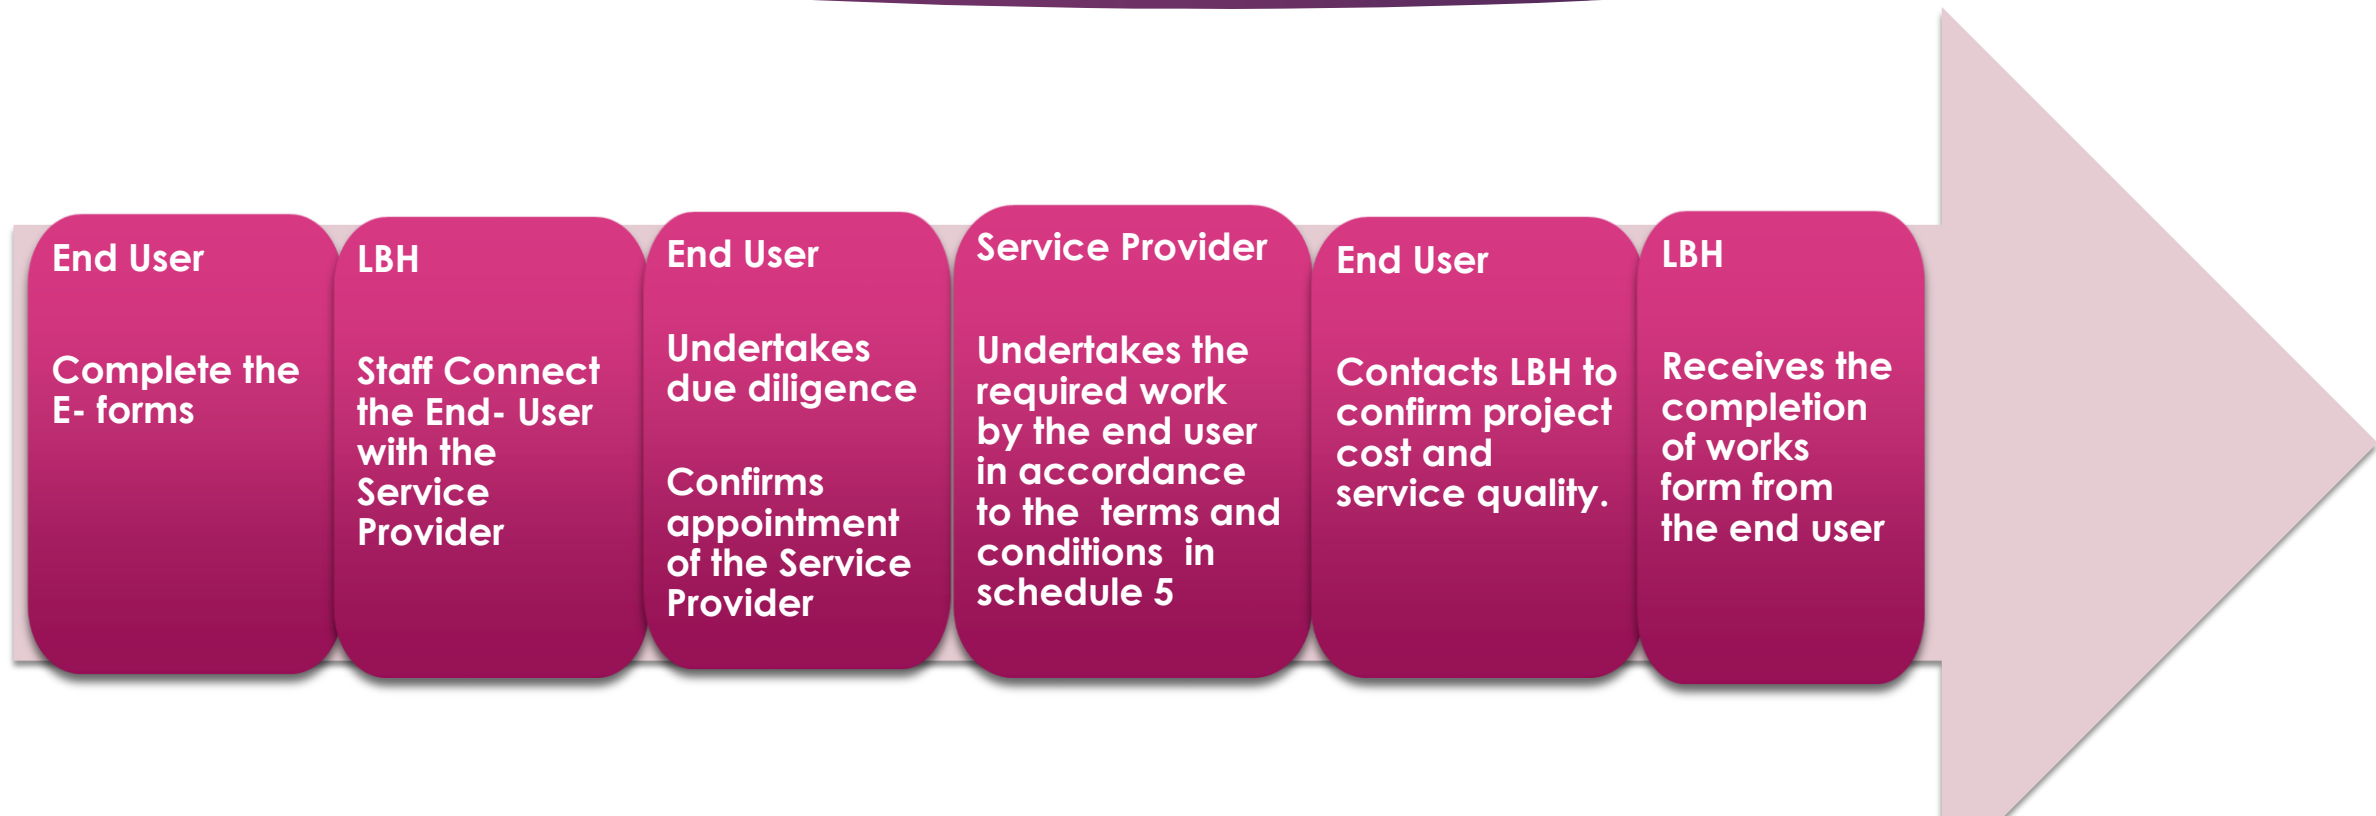 End User
Complete the
E- forms
LBH
Staff Connect
the End- User
with the
Service
Provider
End User
Undertakes
due diligence
Confirms
appointment
of the Service
Provider
Service Provider
Undertakes the
required work
by the end user
in accordance
to the  terms and
conditions  in
schedule 5
End User
Contacts LBH to
confirm project
cost and
service quality.
LBH
Receives the
completion
of works
form from
the end user